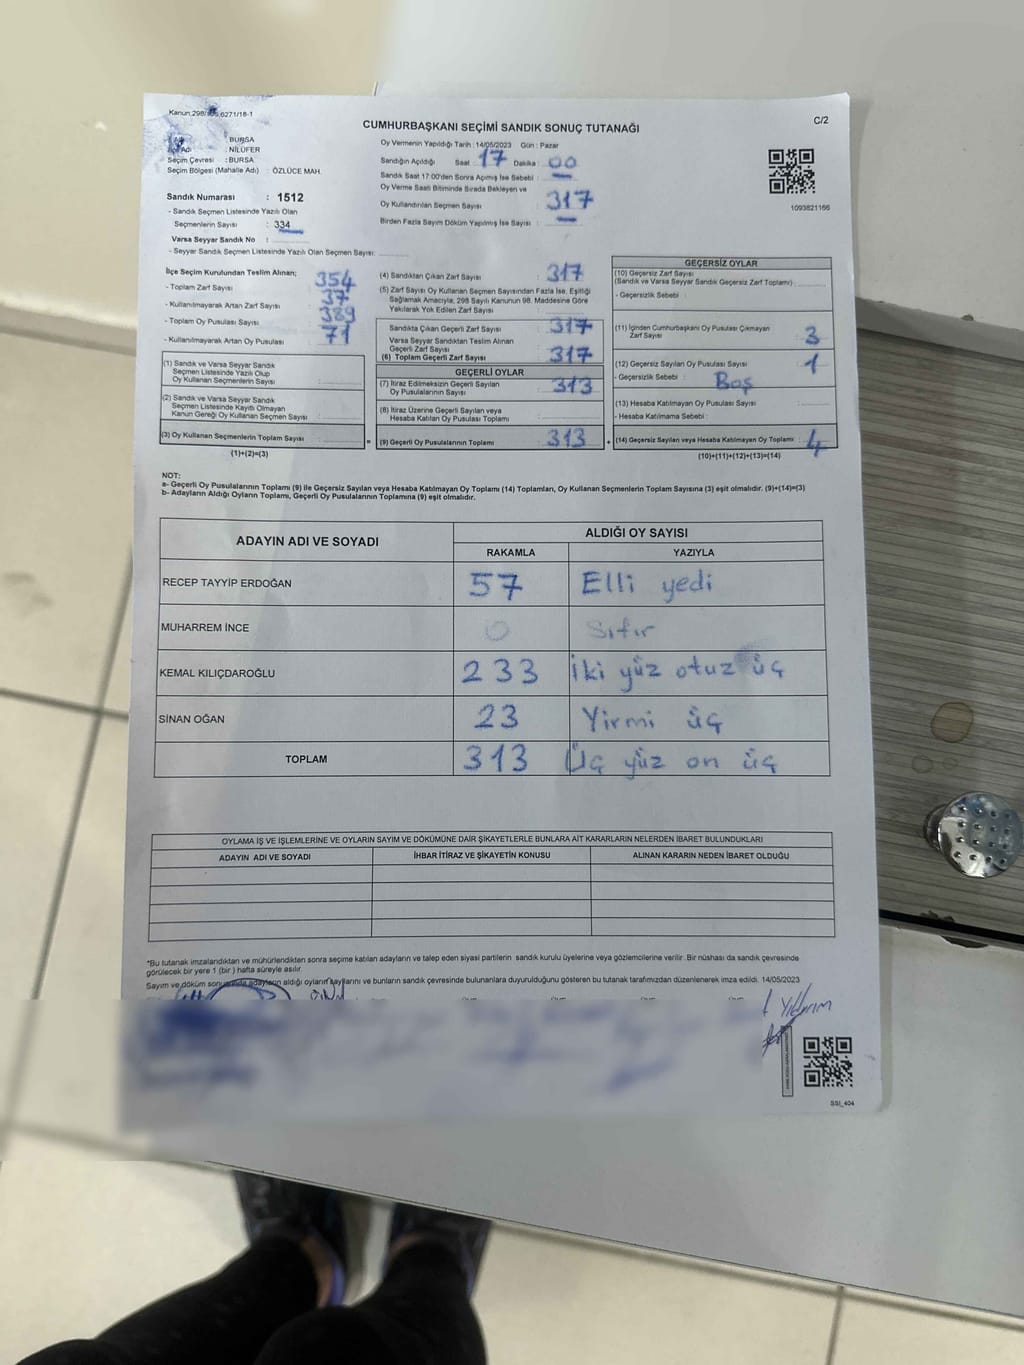 Kanun:298/ 6271/18-1
C/2
CUMHURBAŞKANI SEÇİMİ SANDIK SONUÇ TUTANAĞI
: BURSA
: NİLÜFER
Seçim Çevresi : BURSA
Seçim Bölgesi (Mahalle Adı) : ÖZLÜCE MAH.
Sandık Numarası : 1512
- Sandık Seçmen Listesinde Yazılı Olan
Seçmenlerin Sayısı : 334
Varsa Seyyar Sandık No :
- Seyyar Sandık Seçmen Listesinde Yazılı Olan Seçmen Sayısı:
Oy Vermenin Yapıldığı Tarih : 14/05/2023 Gün : Pazar
Sandığın Açıldığı Saat : 17 Dakika : 00
Sandık Saat 17:00'den Sonra Açımış İse Sebebi : —
Oy Verme Saati Bitiminde Sırada Bekleyen ve
Oy Kullandırılan Seçmen Sayısı : 317
Birden Fazla Sayım Döküm Yapılmış İse Sayısı : —
1093821166
İlçe Seçim Kurulundan Teslim Alınan;
- Toplam Zarf Sayısı : 354
- Kullanılmayarak Artan Zarf Sayısı : 37
- Toplam Oy Pusulası Sayısı : 389
- Kullanılmayarak Artan Oy Pusulası : 71
(1) Sandık ve Varsa Seyyar Sandık
Seçmen Listesinde Yazılı Olup
Oy Kullanan Seçmenlerin Sayısı :
(2) Sandık ve Varsa Seyyar Sandık
Seçmen Listesinde Kayıtlı Olmayan
Kanun Gereği Oy Kullanan Seçmen Sayısı :
(3) Oy Kullanan Seçmenlerin Toplam Sayısı :
(1)+(2)=(3)
=
(4) Sandıktan Çıkan Zarf Sayısı : 317
(5) Zarf Sayısı Oy Kullanan Seçmen Sayısından Fazla İse, Eşitliği
Sağlamak Amacıyla, 298 Sayılı Kanunun 98. Maddesine Göre
Yakılarak Yok Edilen Zarf Sayısı :
Sandıkta Çıkan Geçerli Zarf Sayısı : 317
Varsa Seyyar Sandıktan Teslim Alınan
Geçerli Zarf Sayısı :
(6) Toplam Geçerli Zarf Sayısı : 317
GEÇERLİ OYLAR
(7) İtiraz Edilmeksizin Geçerli Sayılan
Oy Pusulalarının Sayısı : 313
(8) İtiraz Üzerine Geçerli Sayılan veya
Hesaba Katılan Oy Pusulası Toplamı :
(9) Geçerli Oy Pusulalarının Toplamı : 313
+
GEÇERSİZ OYLAR
(10) Geçersiz Zarf Sayısı
(Sandık ve Varsa Seyyar Sandık Geçersiz Zarf Toplamı) :
- Geçersizlik Sebebi :
(11) İçinden Cumhurbaşkanı Oy Pusulası Çıkmayan
Zarf Sayısı : 3
(12) Geçersiz Sayılan Oy Pusulası Sayısı : 1
- Geçersizlik Sebebi : Boş
(13) Hesaba Katılmayan Oy Pusulası Sayısı :
- Hesaba Katılmama Sebebi :
(14) Geçersiz Sayılan veya Hesaba Katılmayan Oy Toplamı : 4
(10)+(11)+(12)+(13)=(14)
NOT:
a- Geçerli Oy Pusulalarının Toplamı (9) ile Geçersiz Sayılan veya Hesaba Katılmayan Oy Toplamı (14) Toplamları, Oy Kullanan Seçmenlerin Toplam Sayısına (3) eşit olmalıdır. (9)+(14)=(3)
b- Adayların Aldığı Oyların Toplamı, Geçerli Oy Pusulalarının Toplamına (9) eşit olmalıdır.
ADAYIN ADI VE SOYADI
ALDIĞI OY SAYISI
RAKAMLA YAZIYLA
RECEP TAYYİP ERDOĞAN 57 Elli yedi
MUHARREM İNCE 0 Sıfır
KEMAL KILIÇDAROĞLU 233 İki yüz otuz üç
SİNAN OĞAN 23 Yirmi üç
TOPLAM 313 Üç yüz on üç
OYLAMA İŞ VE İŞLEMLERİNE VE OYLARIN SAYIM VE DÖKÜMÜNE DAİR ŞİKAYETLERLE BUNLARA AİT KARARLARIN NELERDEN İBARET BULUNDUKLARI
ADAYIN ADI VE SOYADI İHBAR İTİRAZ VE ŞİKAYETİN KONUSU ALINAN KARARIN NEDEN İBARET OLDUĞU
*Bu tutanak imzalandıktan ve mühürlendikten sonra seçime katılan adayların ve talep eden siyasi partilerin sandık kurulu üyelerine veya gözlemcilerine verilir. Bir nüshası da sandık çevresinde
görülecek bir yere 1 (bir ) hafta süreyle asılır.
Sayım ve döküm sonucunda adayların aldığı oyların sayılarını ve bunların sandık çevresinde bulunanlara duyurulduğunu gösteren bu tutanak tarafımızdan düzenlenerek imza edildi. 14/05/2023
Yıldırım
SSI_404